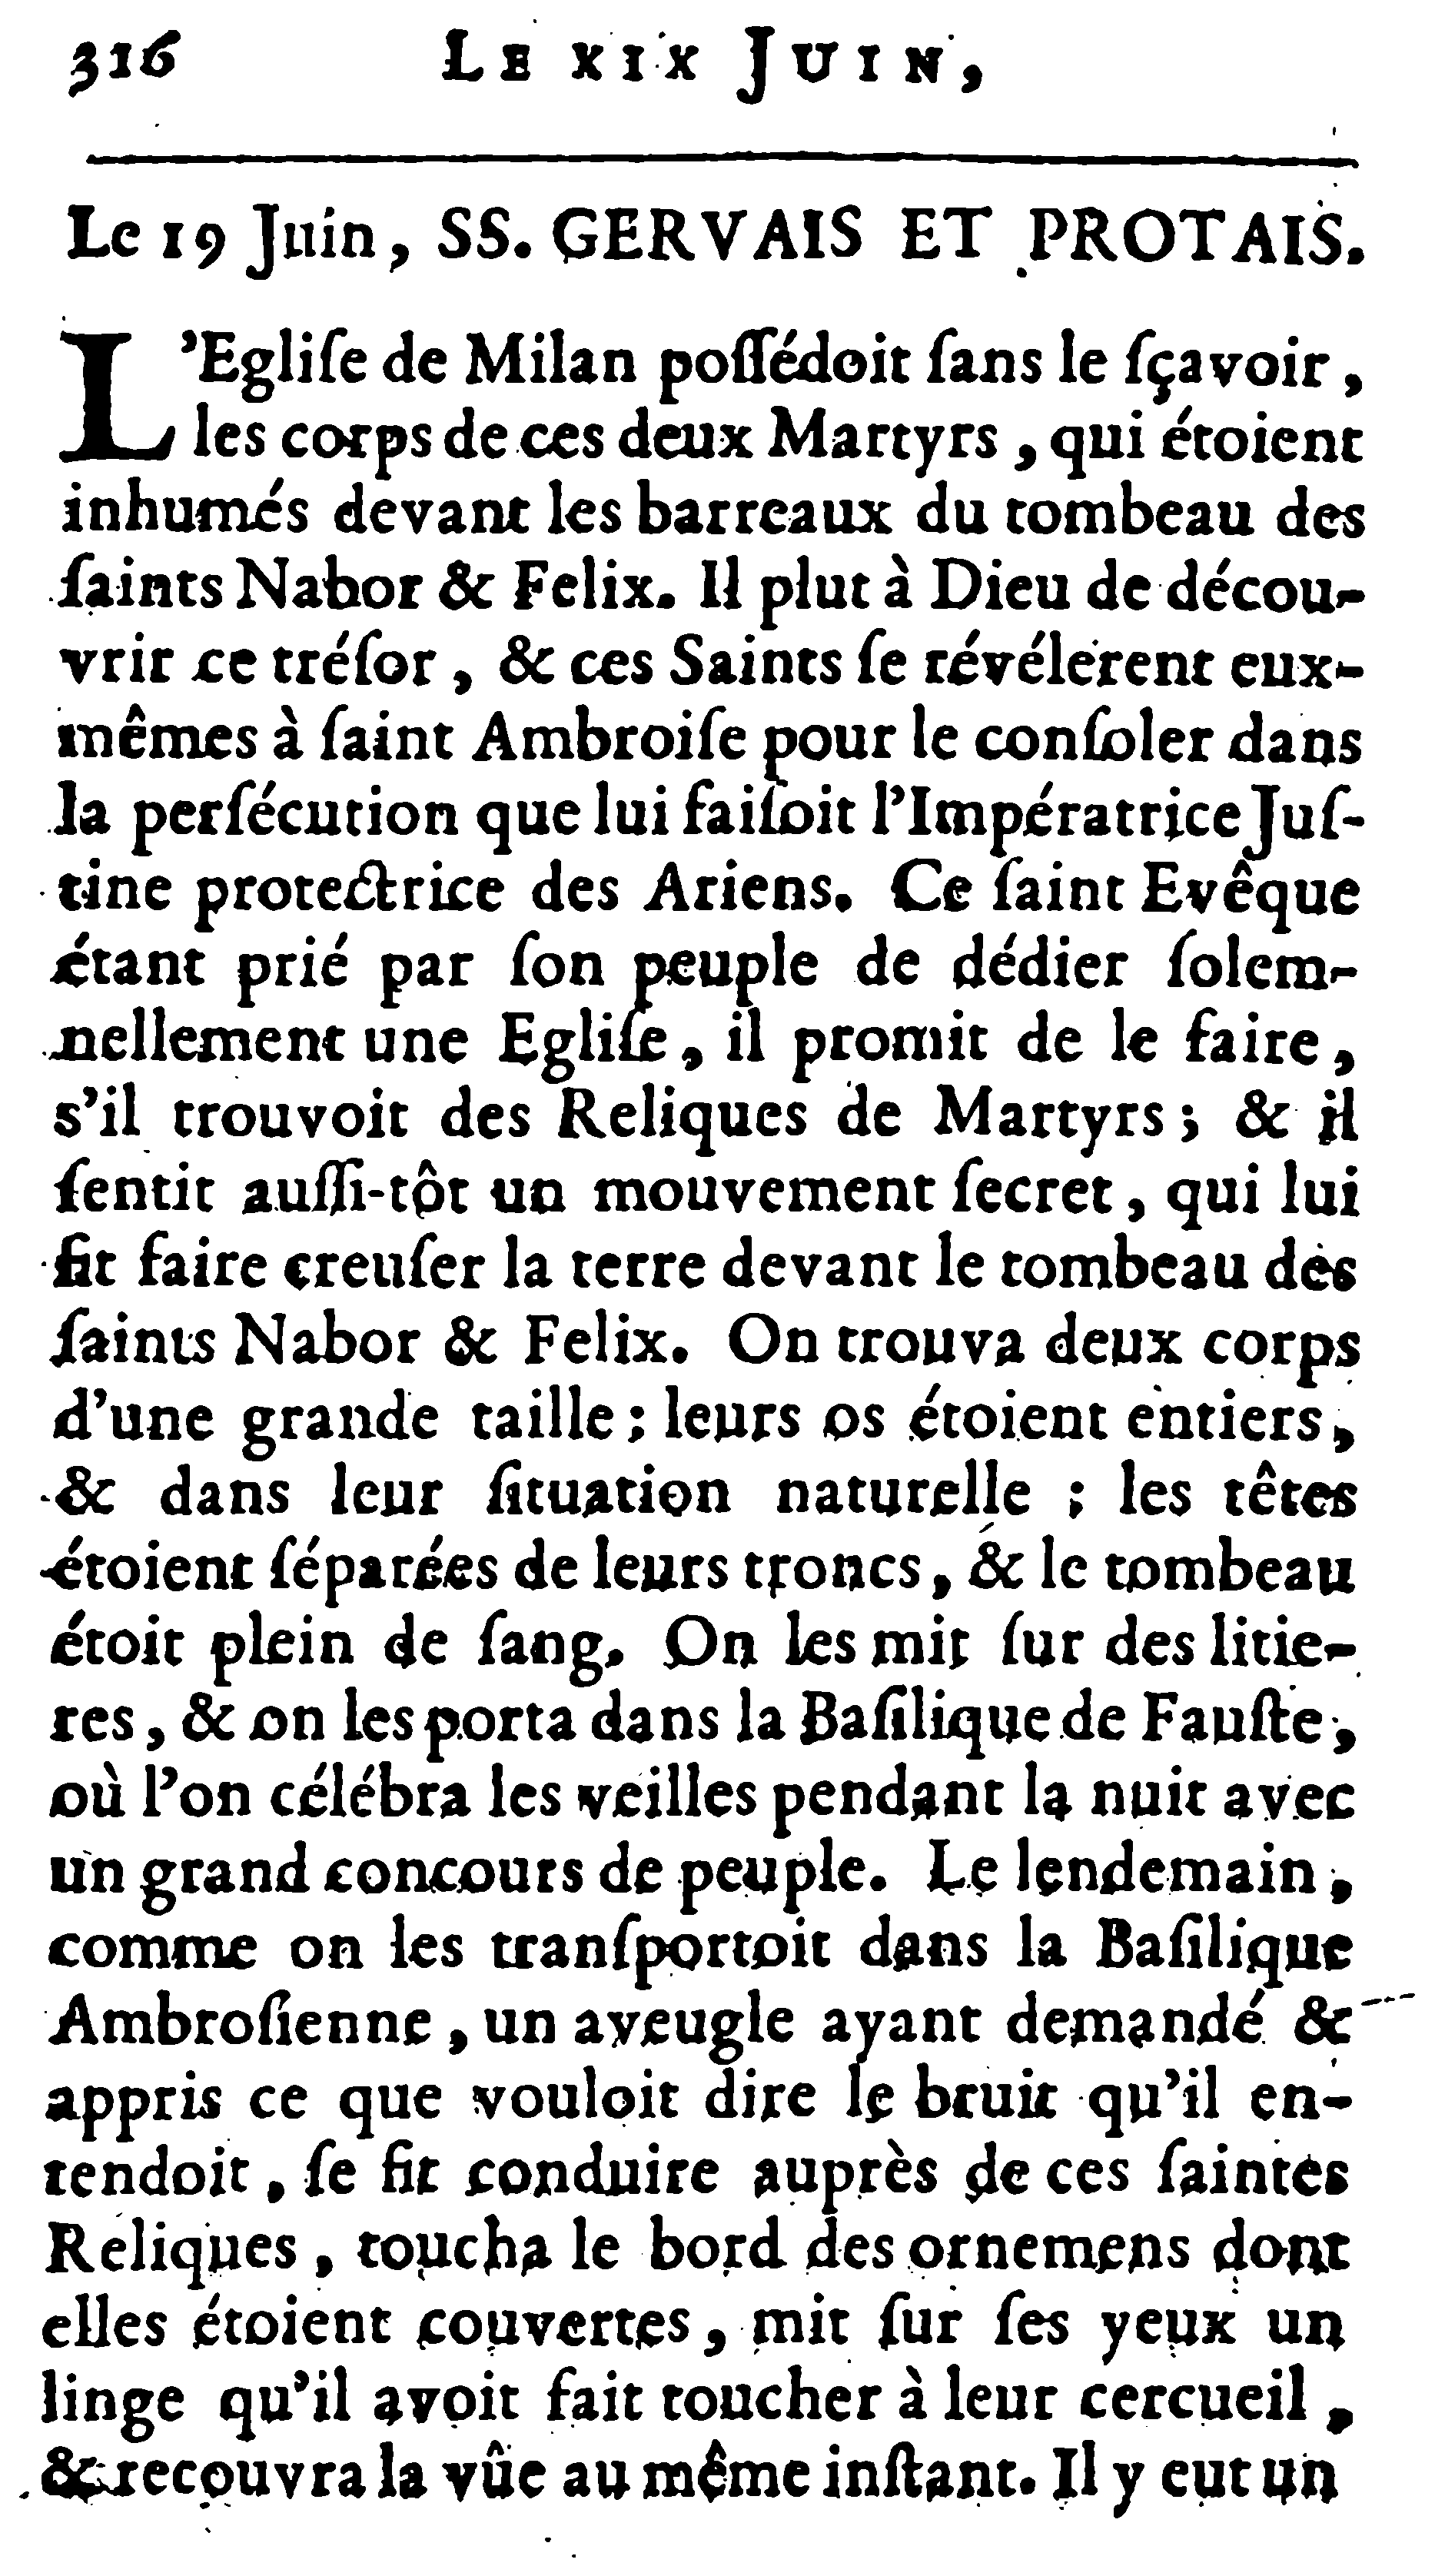 316 LE XIX JUIN,
Le 19 Juin, SS. GERVAIS ET PROTAIS.
L'Egliſe de Milan poſſédoit ſans le ſçavoir,
les corps de ces deux Martyrs, qui étoient
inhumés devant les barreaux du tombeau des
ſaints Nabor & Felix. Il plut à Dieu de décou-
vrir ce tréſor, & ces Saints ſe révélerent eux-
mêmes à ſaint Ambroiſe pour le conſoler dans
la perſécution que lui faiſoit l'Impératrice Juſ-
tine protectrice des Ariens. Ce ſaint Evêque
étant prié par ſon peuple de dédier ſolem-
nellement une Egliſe, il promit de le faire,
s'il trouvoit des Reliques de Martyrs; & il
ſentit auſſi-tôt un mouvement ſecret, qui lui
fit faire creuſer la terre devant le tombeau des
ſaints Nabor & Felix. On trouva deux corps
d'une grande taille; leurs os étoient entiers,
& dans leur ſituation naturelle; les têtes
étoient ſéparées de leurs troncs, & le tombeau
étoit plein de ſang. On les mit ſur des litie-
res, & on les porta dans la Baſilique de Fauſte,
où l'on célébra les veilles pendant la nuit avec
un grand concours de peuple. Le lendemain,
comme on les tranſportoit dans la Baſilique
Ambroſienne, un aveugle ayant demandé &
appris ce que vouloit dire le bruit qu'il en-
tendoit, ſe fit conduire auprès de ces ſaintes
Reliques, toucha le bord des ornemens dont
elles étoient couvertes, mit ſur ſes yeux un
linge qu'il avoit fait toucher à leur cercueil,
& recouvra la vûe au même inſtant. Il y eut un